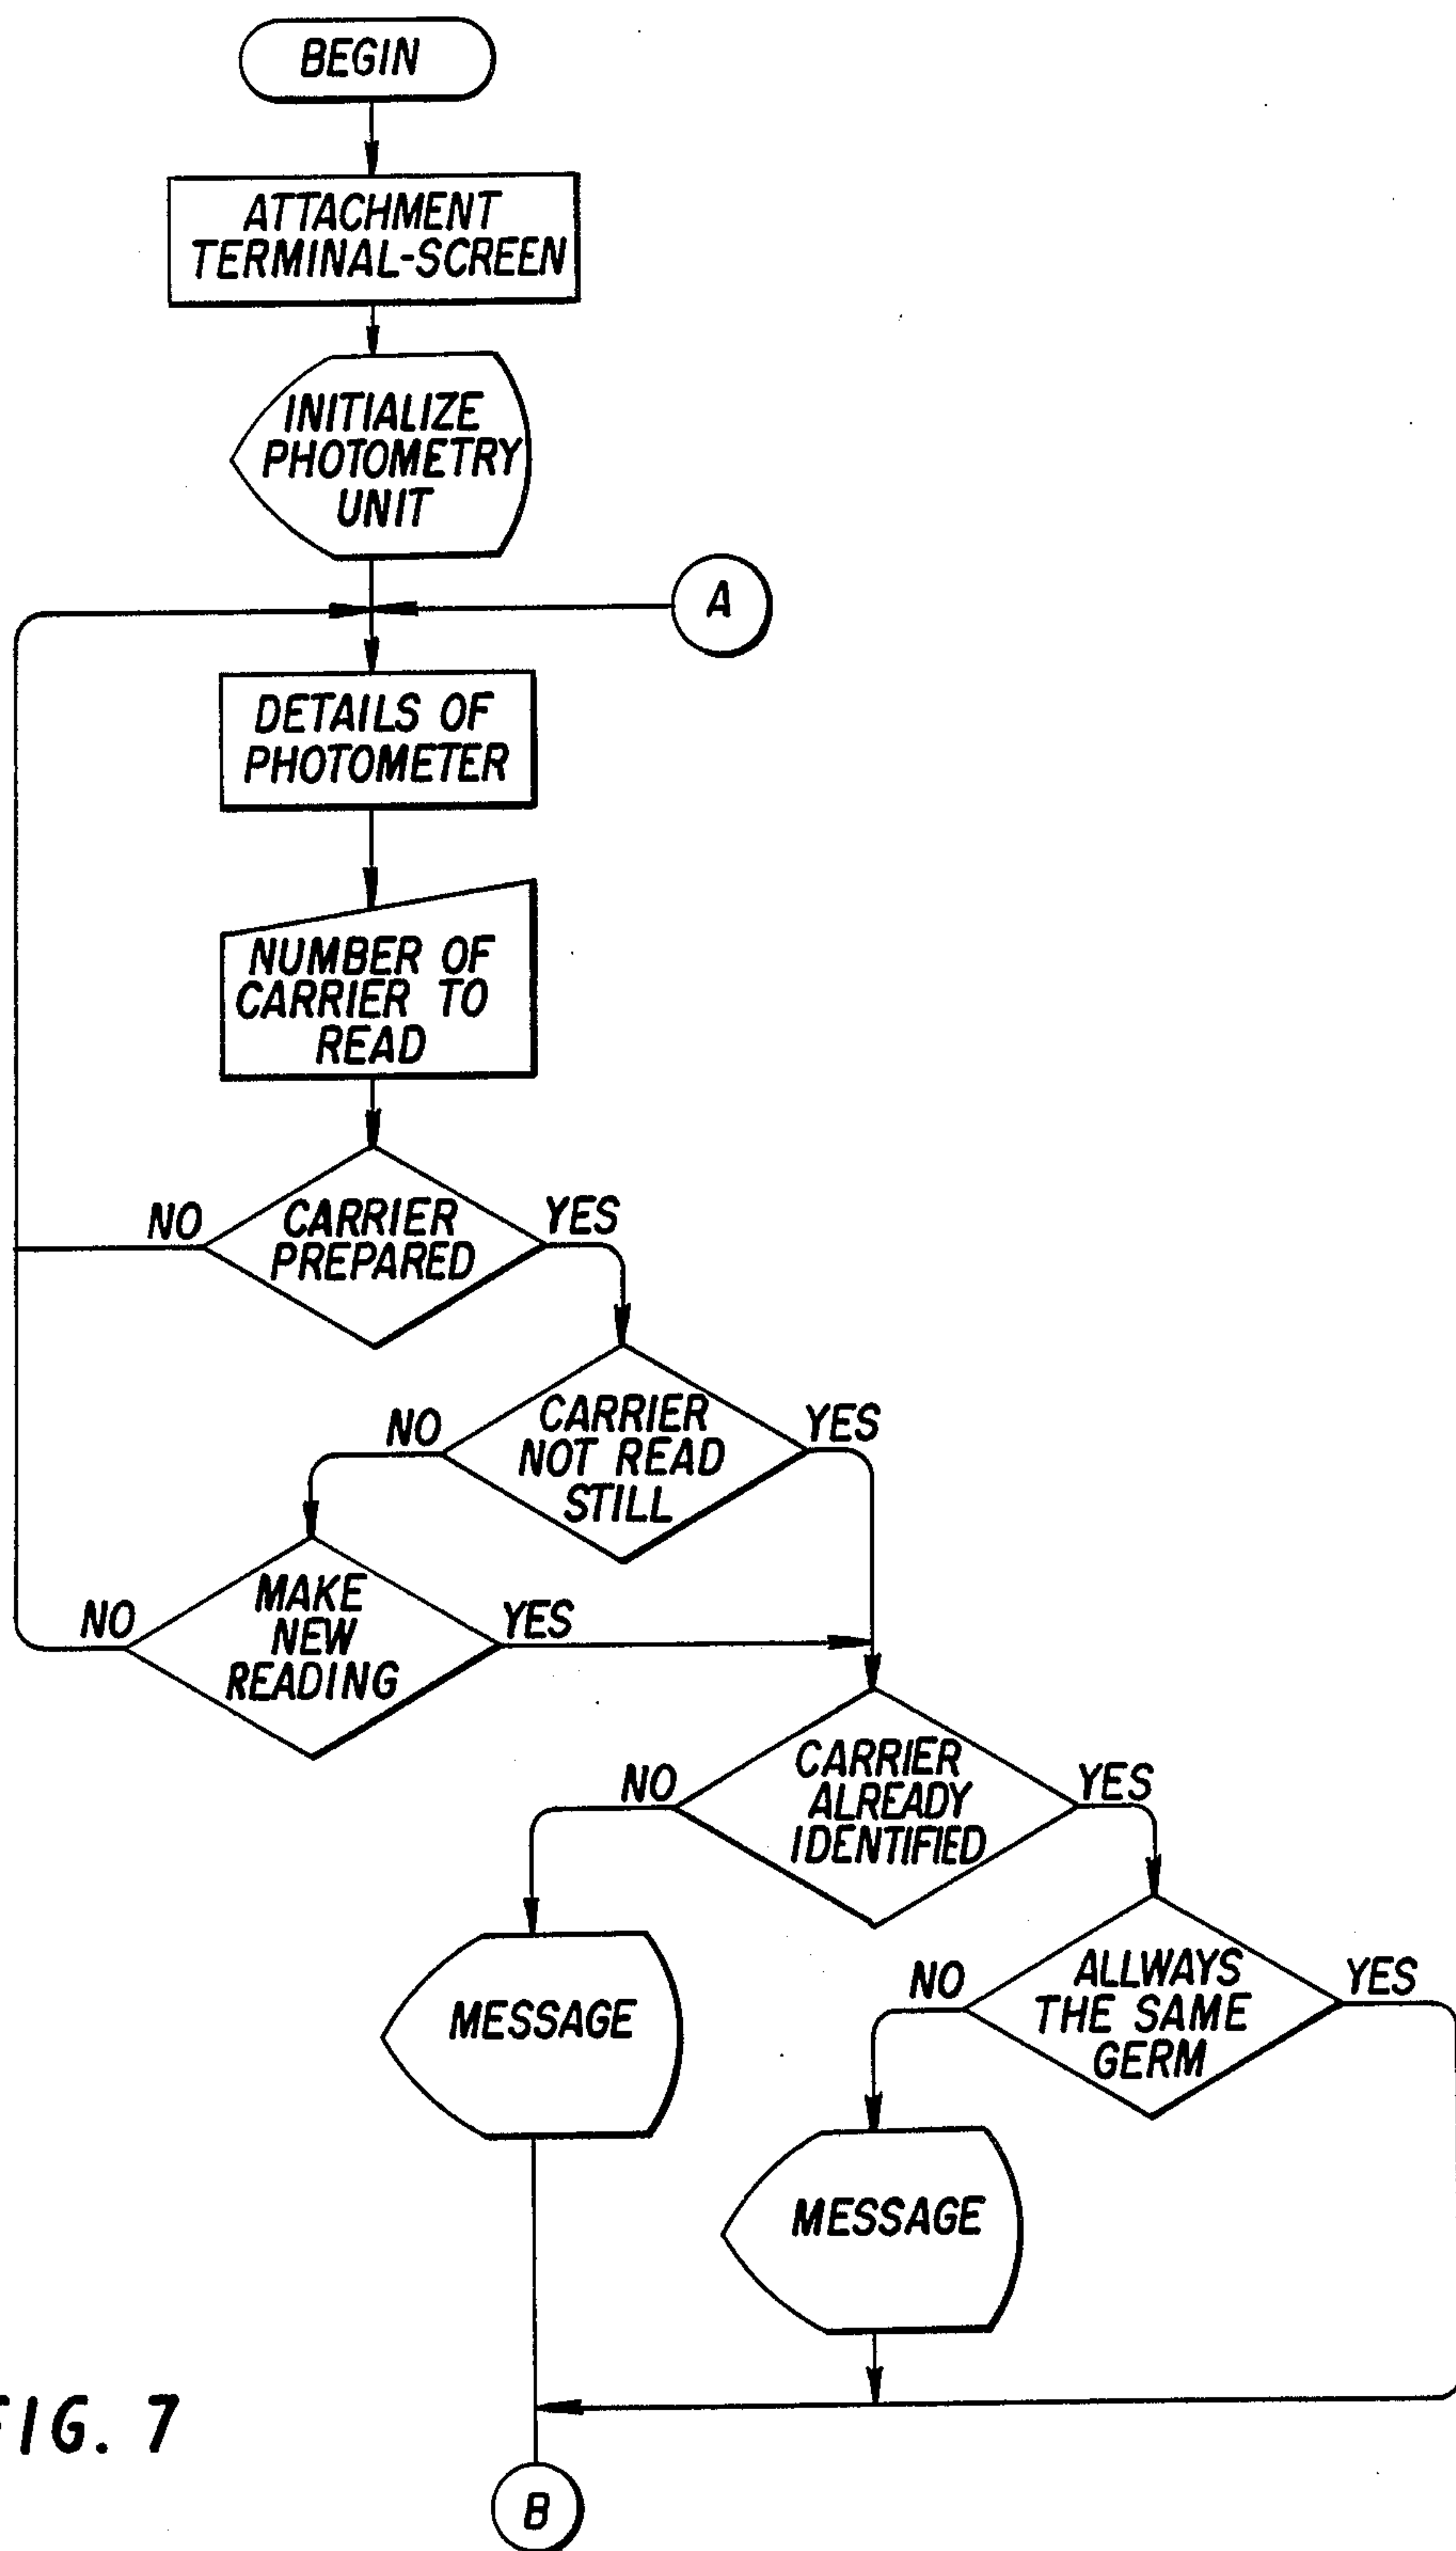 BEGIN
ATTACHMENT
TERMINAL-SCREEN
INITIALIZE
PHOTOMETRY
UNIT
A
DETAILS OF
PHOTOMETER
NUMBER OF
CARRIER TO
READ
NO
CARRIER
PREPARED
YES
NO
CARRIER
NOT READ
STILL
YES
NO
MAKE
NEW
READING
YES
NO
CARRIER
ALREADY
IDENTIFIED
YES
MESSAGE
NO
ALLWAYS
THE SAME
GERM
YES
MESSAGE
FIG. 7
B